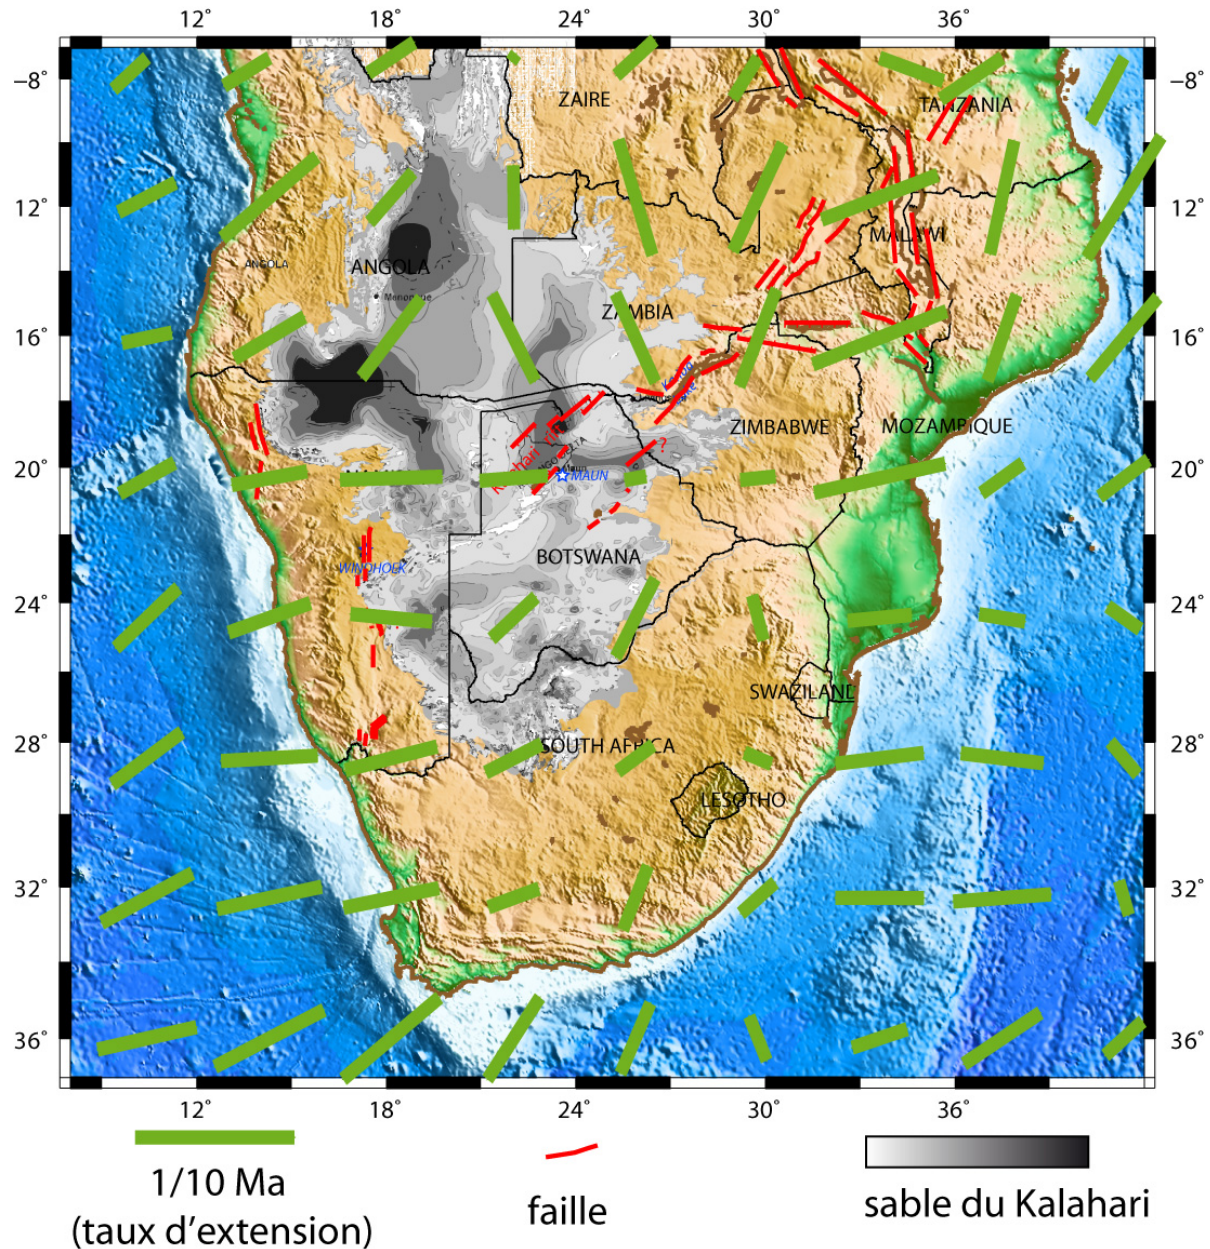 12° 18° 24° 30° 36°
−8° −8°
ZAIRE
TANZANIA
12° 12°
MALAWI
ANGOLA
ANGOLA
Menongue
ZAMBIA
16° 16°
ZIMBABWE
MOZAMBIQUE
?
20° 20°
Maun
MAUN
BOTSWANA
WINDHOEK
24° 24°
SWAZILAND
28° 28°
SOUTH AFRICA
LESOTHO
32° 32°
36° 36°
12° 18° 24° 30° 36°
1/10 Ma
(taux d'extension)
faille
sable du Kalahari